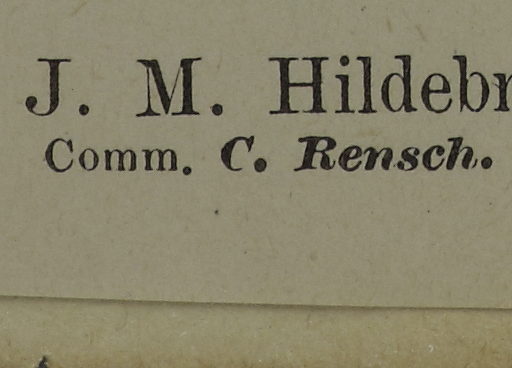 J. M. Hildebr
Comm. C. Rensch.